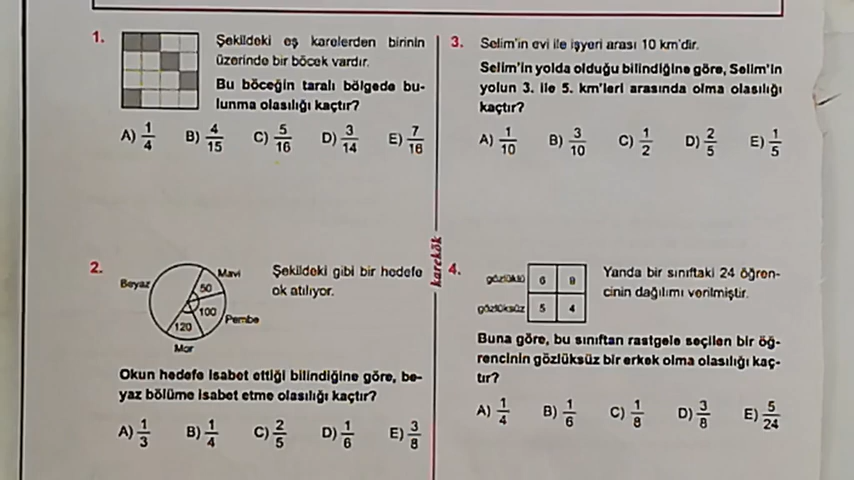 1.
Şekildeki eş karelerden birinin
üzerinde bir böcek vardır.
Bu böceğin taralı bölgede bu-
lunma olasılığı kaçtır?
A) 1/4 B) 4/15 C) 5/16 D) 3/14 E) 7/16
2.
Beyaz
Mavi
50
100
Pembe
120
Mor
Şekildeki gibi bir hedefe
ok atılıyor.
Okun hedefe isabet ettiği bilindiğine göre, be-
yaz bölüme isabet etme olasılığı kaçtır?
A) 1/3 B) 1/4 C) 2/5 D) 1/6 E) 3/8
karekök
3. Selim'in evi ile işyeri arası 10 km'dir.
Selim'in yolda olduğu bilindiğine göre, Selim'in
yolun 3. ile 5. km'leri arasında olma olasılığı
kaçtır?
A) 1/10 B) 3/10 C) 1/2 D) 2/5 E) 1/5
4.
gözlüklü 6 9
gözlüksüz 5 4
Yanda bir sınıftaki 24 öğren-
cinin dağılımı verilmiştir.
Buna göre, bu sınıftan rastgele seçilen bir öğ-
rencinin gözlüksüz bir erkek olma olasılığı kaç-
tır?
A) 1/4 B) 1/6 C) 1/8 D) 3/8 E) 5/24